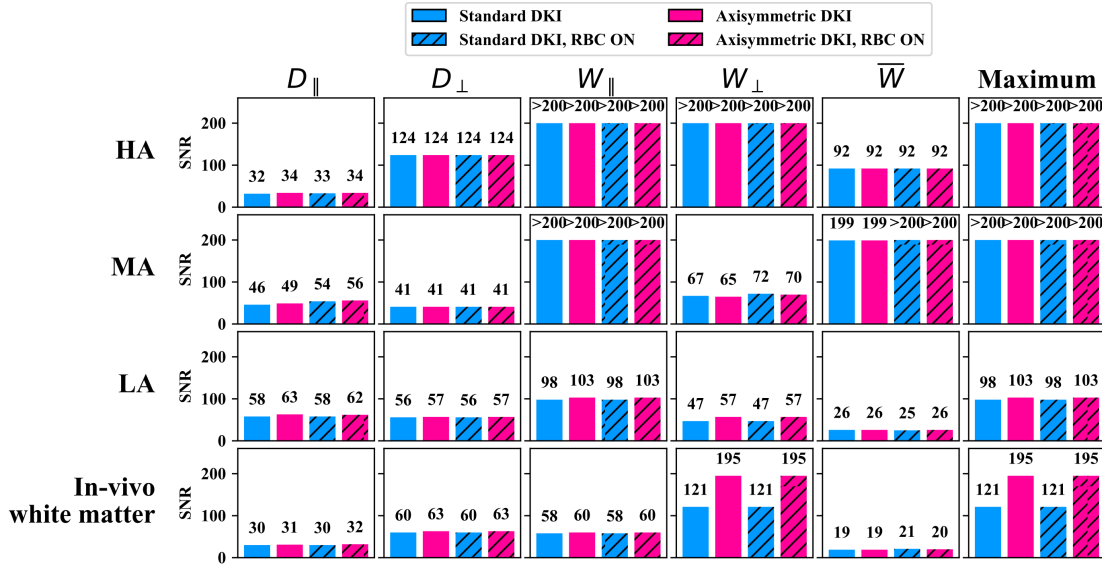 Standard DKI Axisymmetric DKI
Standard DKI, RBC ON Axisymmetric DKI, RBC ON
D∥ D⊥ W∥ W⊥ W̅ Maximum
HA
SNR
200
100
0
32 34 33 34
124 124 124 124
>200 >200 >200 >200
>200 >200 >200 >200
92 92 92 92
>200 >200 >200 >200
MA
SNR
200
100
0
46 49 54 56
41 41 41 41
>200 >200 >200 >200
67 65 72 70
199 199 >200 >200
>200 >200 >200 >200
LA
SNR
200
100
0
58 63 58 62
56 57 56 57
98 103 98 103
47 57 47 57
26 26 25 26
98 103 98 103
In-vivo
white matter
SNR
200
100
0
30 31 30 32
60 63 60 63
58 60 58 60
121 195 121 195
19 19 21 20
121 195 121 195